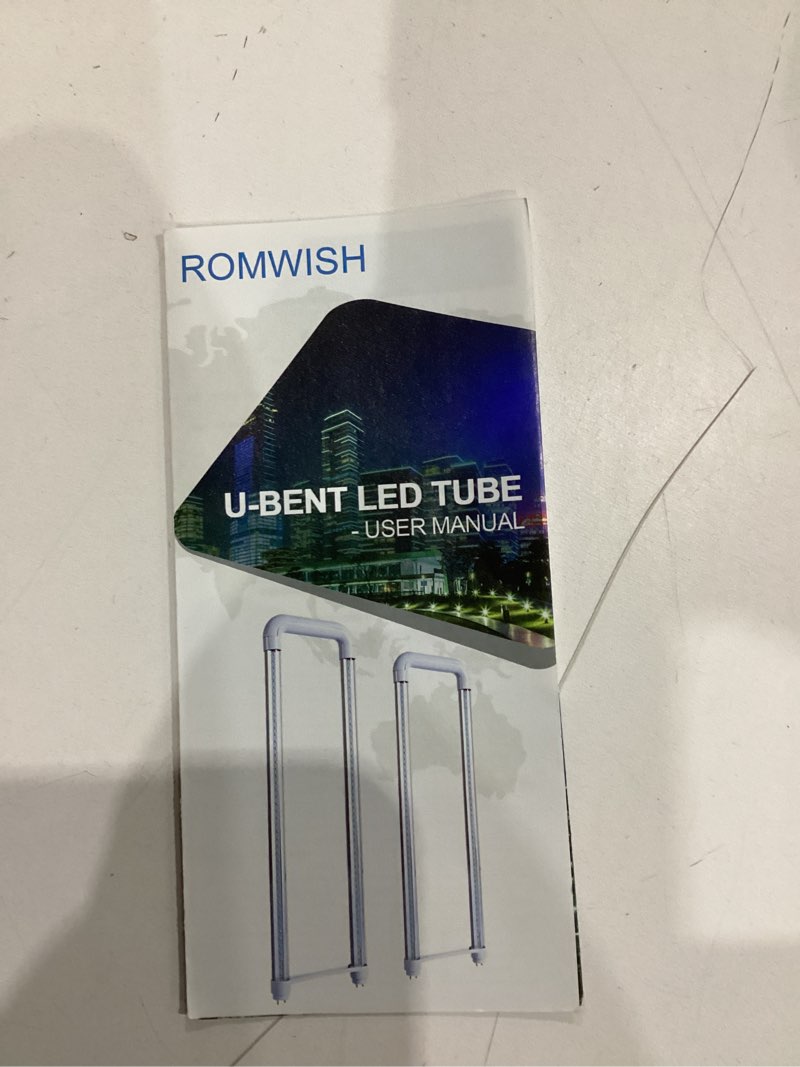 ROMWISH
U-BENT LED TUBE
- USER MANUAL